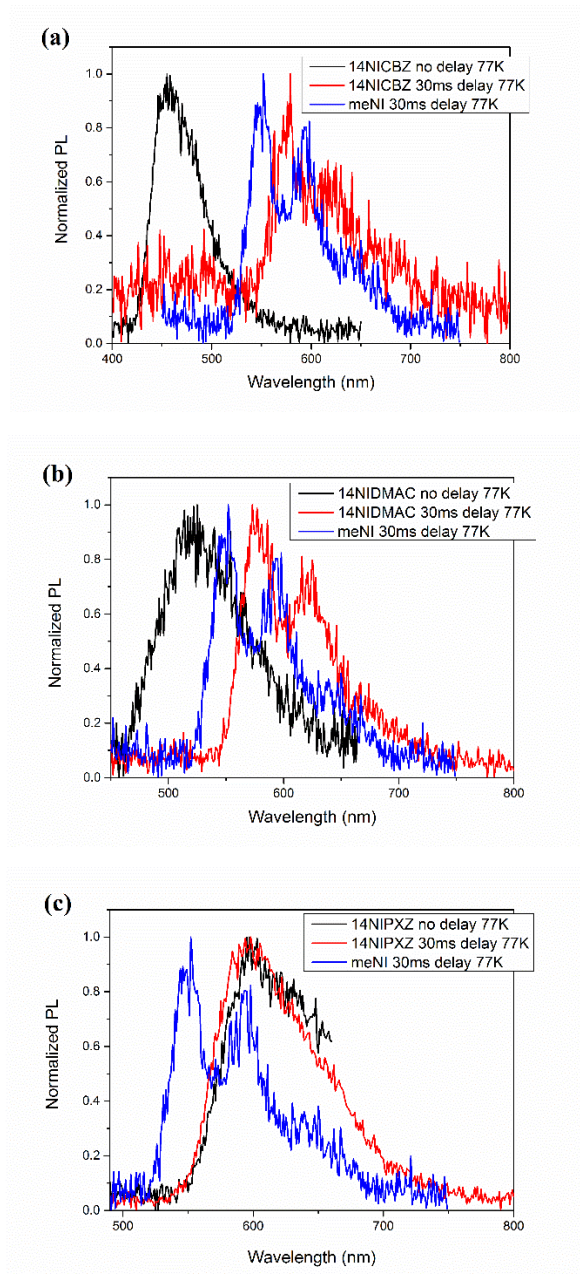 (a)
14NICBZ no delay 77K
14NICBZ 30ms delay 77K
meNI 30ms delay 77K
1.0
0.8
0.6
0.4
0.2
0.0
Normalized PL
400 500 600 700 800
Wavelength (nm)
(b)
14NIDMAC no delay 77K
14NIDMAC 30ms delay 77K
meNI 30ms delay 77K
1.0
0.8
0.6
0.4
0.2
0.0
Normalized PL
500 600 700 800
Wavelength (nm)
(c)
14NIPXZ no delay 77K
14NIPXZ 30ms delay 77K
meNI 30ms delay 77K
1.0
0.8
0.6
0.4
0.2
0.0
Normalized PL
500 600 700 800
Wavelength (nm)